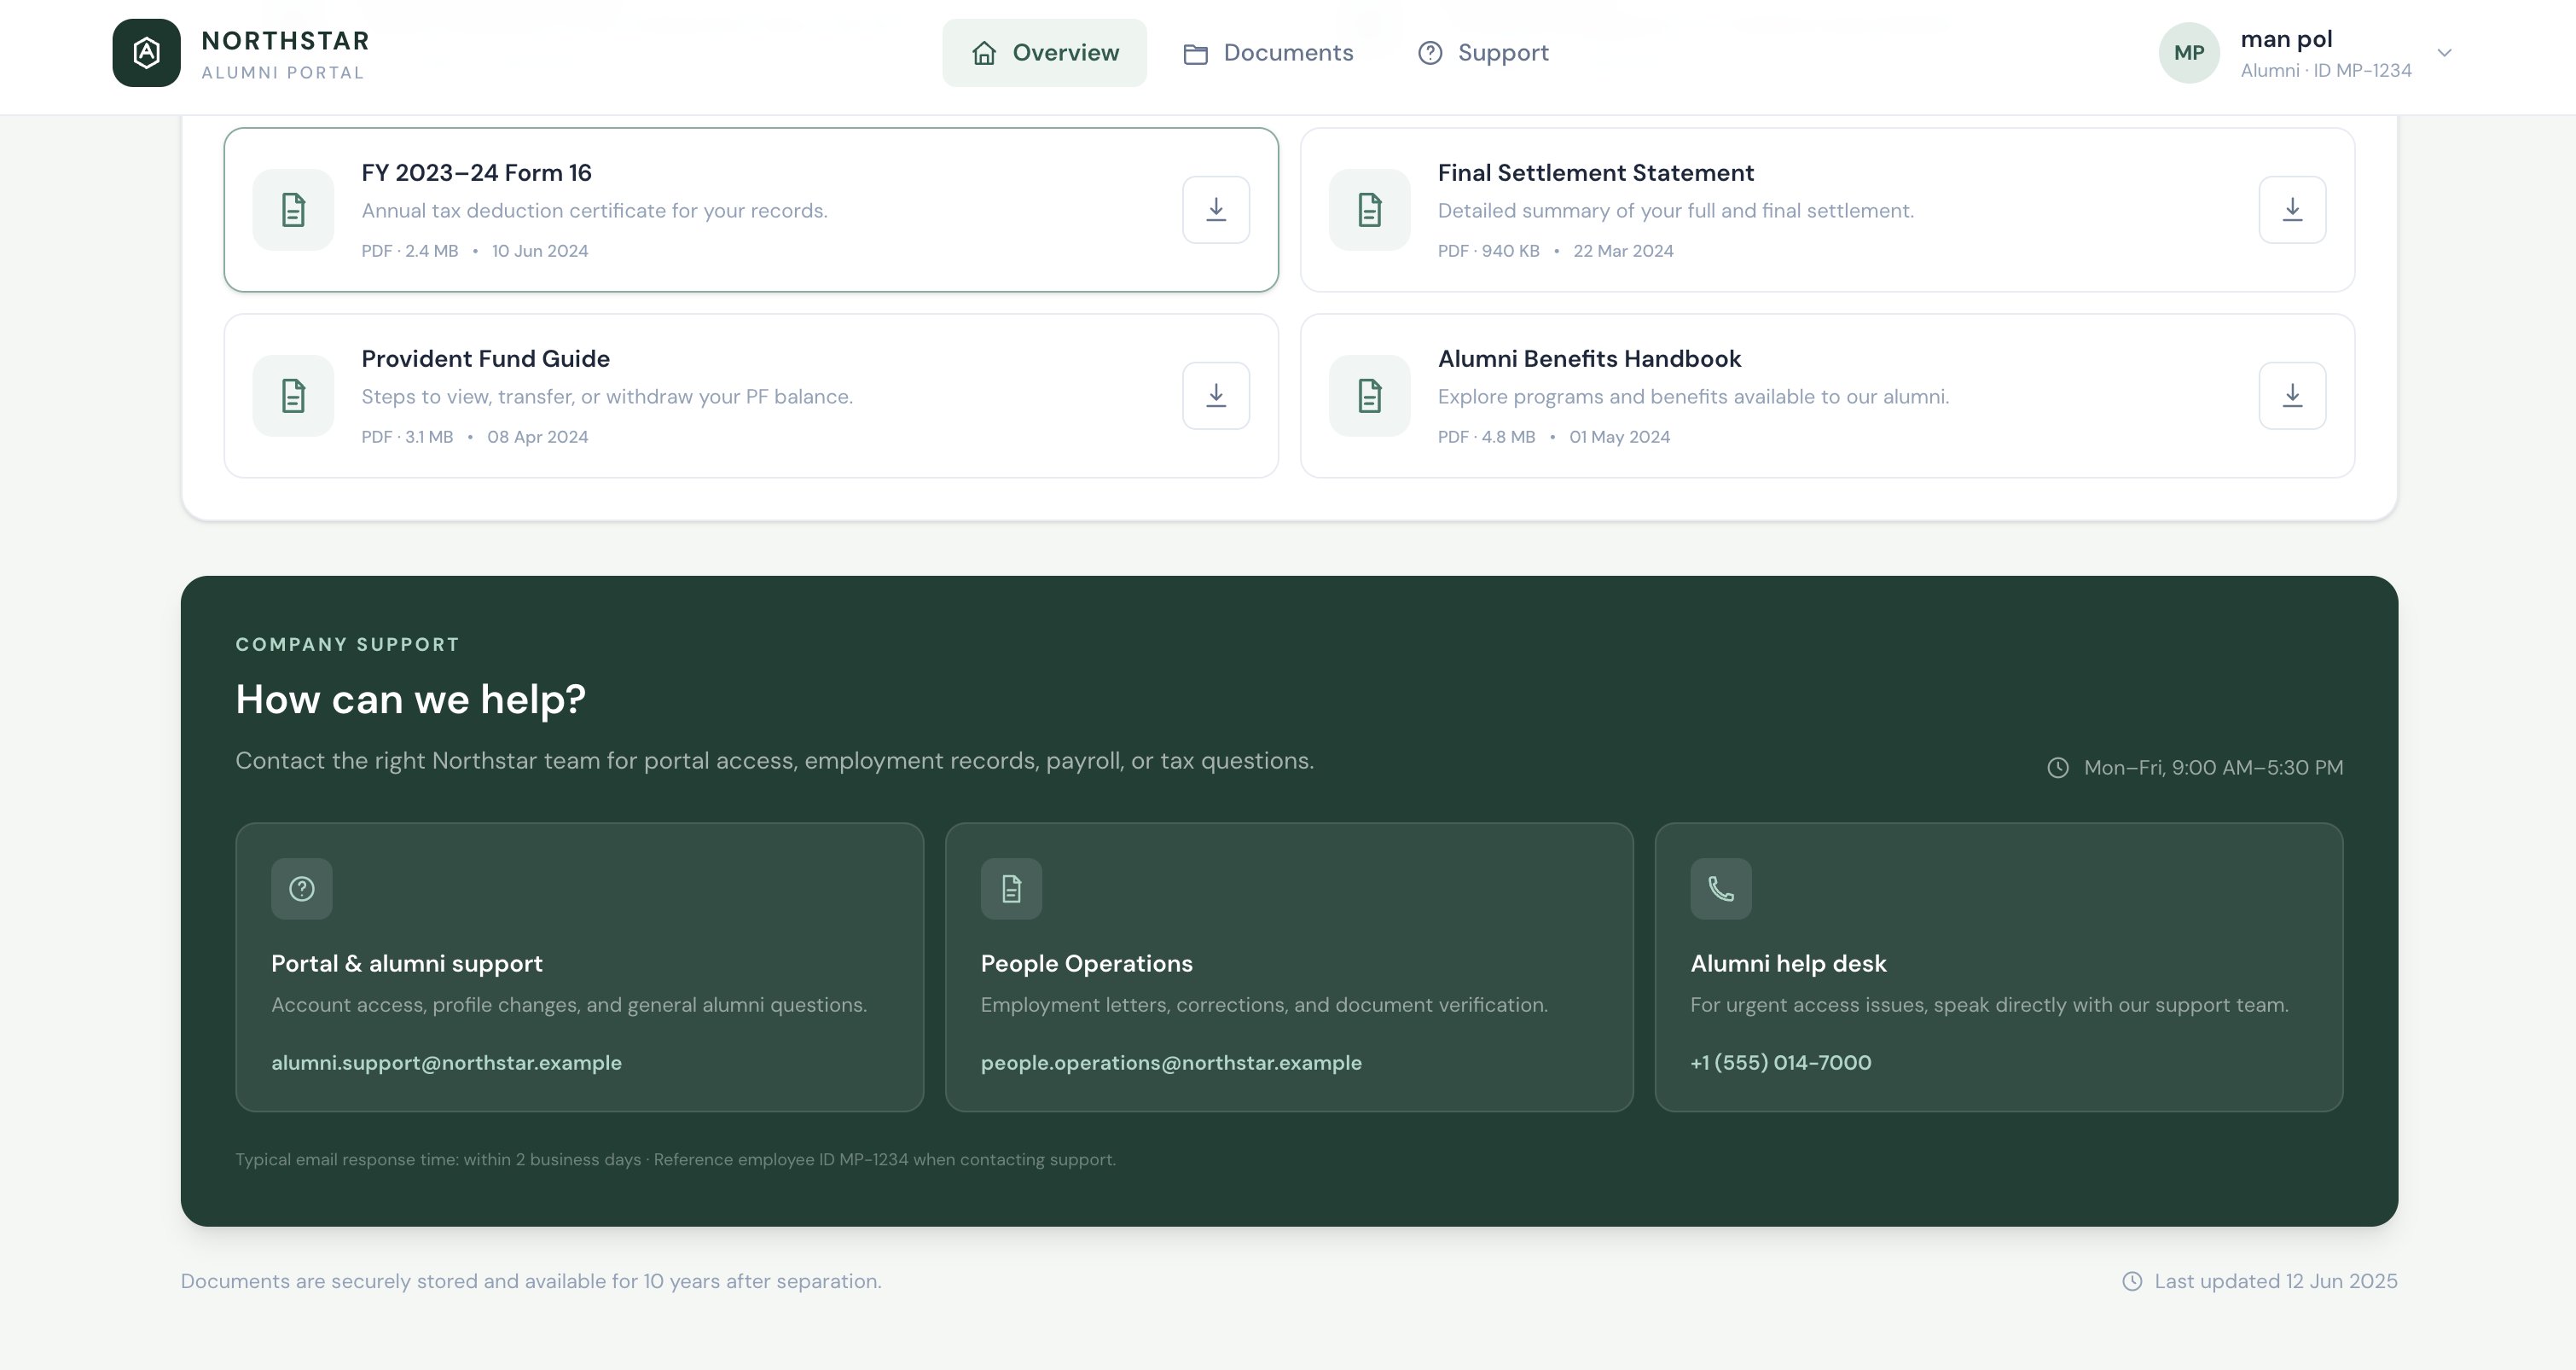 NORTHSTAR
ALUMNI PORTAL
Overview
Documents
Support
MP
man pol
Alumni · ID MP-1234
FY 2023–24 Form 16
Annual tax deduction certificate for your records.
PDF · 2.4 MB • 10 Jun 2024
Final Settlement Statement
Detailed summary of your full and final settlement.
PDF · 940 KB • 22 Mar 2024
Provident Fund Guide
Steps to view, transfer, or withdraw your PF balance.
PDF · 3.1 MB • 08 Apr 2024
Alumni Benefits Handbook
Explore programs and benefits available to our alumni.
PDF · 4.8 MB • 01 May 2024
COMPANY SUPPORT
How can we help?
Contact the right Northstar team for portal access, employment records, payroll, or tax questions.
Mon–Fri, 9:00 AM–5:30 PM
Portal & alumni support
Account access, profile changes, and general alumni questions.
alumni.support@northstar.example
People Operations
Employment letters, corrections, and document verification.
people.operations@northstar.example
Alumni help desk
For urgent access issues, speak directly with our support team.
+1 (555) 014-7000
Typical email response time: within 2 business days · Reference employee ID MP-1234 when contacting support.
Documents are securely stored and available for 10 years after separation.
Last updated 12 Jun 2025